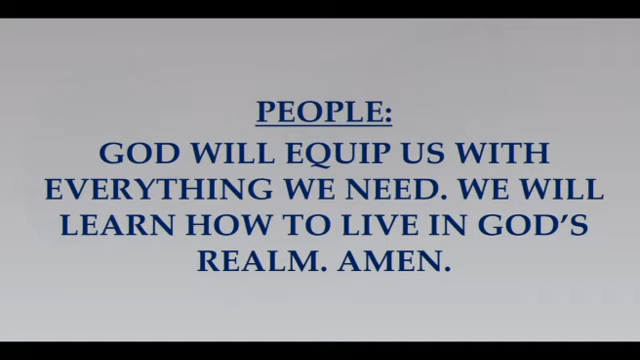 PEOPLE:
GOD WILL EQUIP US WITH
EVERYTHING WE NEED. WE WILL
LEARN HOW TO LIVE IN GOD’S
REALM. AMEN.